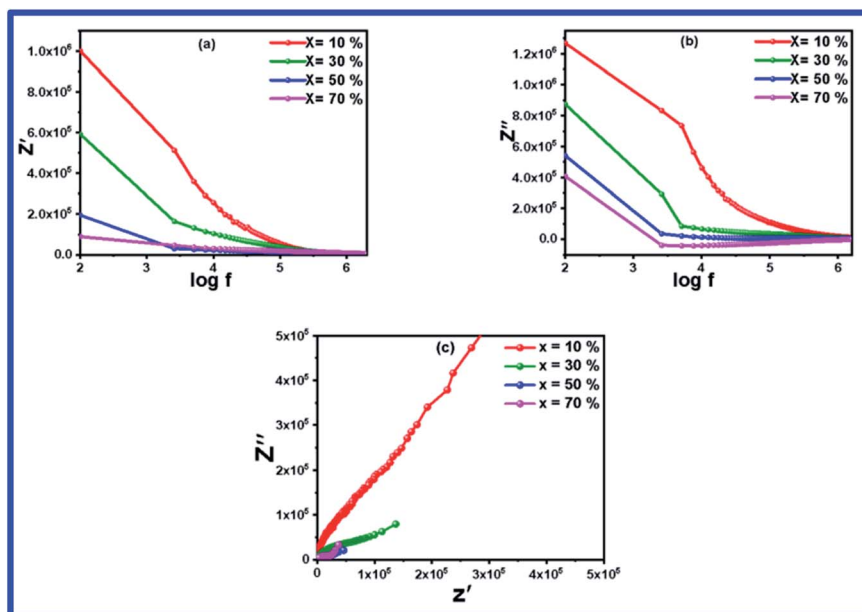 (a)
X= 10 %
X= 30 %
X= 50 %
X= 70 %
1.0x10⁶
8.0x10⁵
6.0x10⁵
4.0x10⁵
2.0x10⁵
0.0
Z'
2 3 4 5 6
log f
(b)
X= 10 %
X= 30 %
X= 50 %
X= 70 %
1.2x10⁶
1.0x10⁶
8.0x10⁵
6.0x10⁵
4.0x10⁵
2.0x10⁵
0.0
Z''
2 3 4 5 6
log f
(c)
x = 10 %
x = 30 %
x = 50 %
x = 70 %
5x10⁵
4x10⁵
3x10⁵
2x10⁵
1x10⁵
0
Z''
0 1x10⁵ 2x10⁵ 3x10⁵ 4x10⁵ 5x10⁵
z'